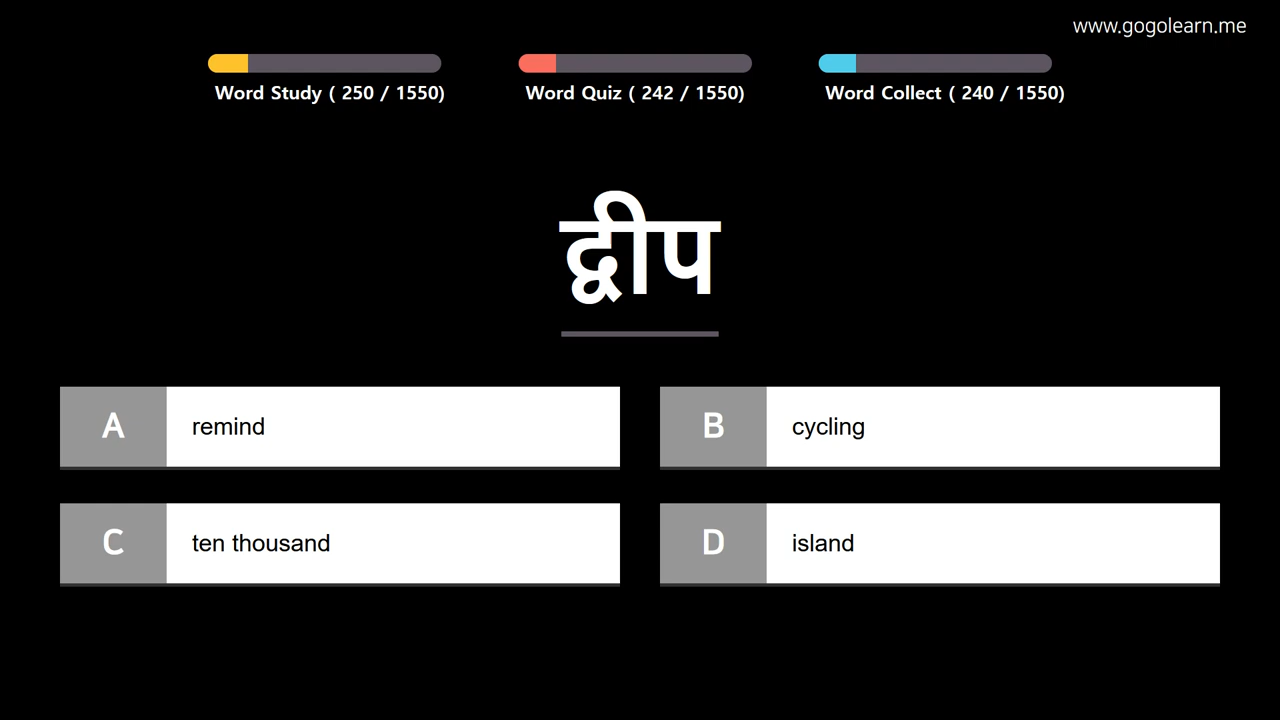 www.gogolearn.me
Word Study ( 250 / 1550)
Word Quiz ( 242 / 1550)
Word Collect ( 240 / 1550)
द्वीप
A remind
B cycling
C ten thousand
D island